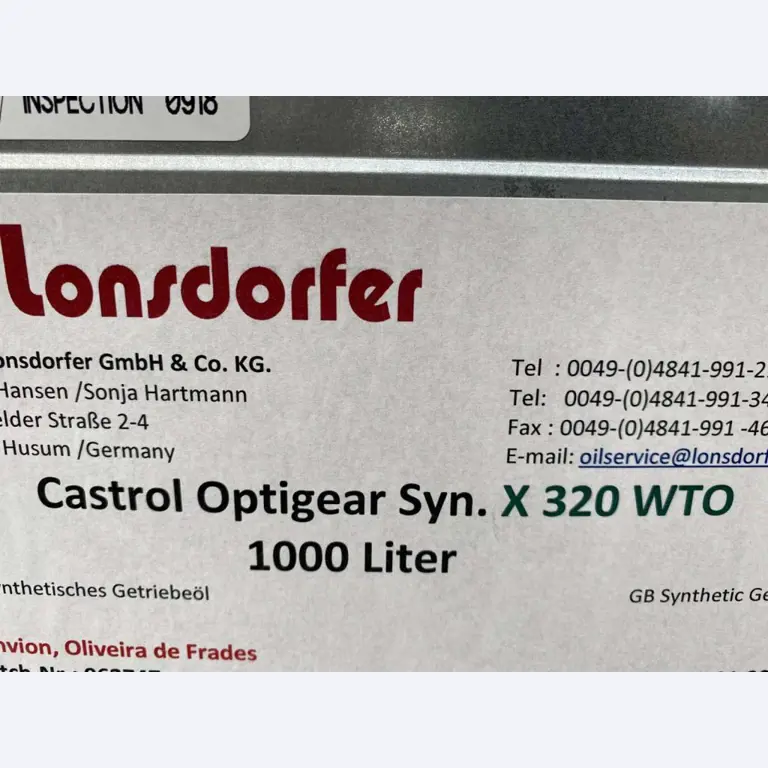 INSPECTION 0918
Lonsdorfer
onsdorfer GmbH & Co. KG.
Hansen /Sonja Hartmann
elder Straße 2-4
Husum /Germany
Tel : 0049-(0)4841-991-2
Tel: 0049-(0)4841-991-34
Fax : 0049-(0)4841-991 -46
E-mail: oilservice@lonsdorf
Castrol Optigear Syn. X 320 WTO
1000 Liter
nthetisches Getriebeöl
GB Synthetic Ge
nvion, Oliveira de Frades